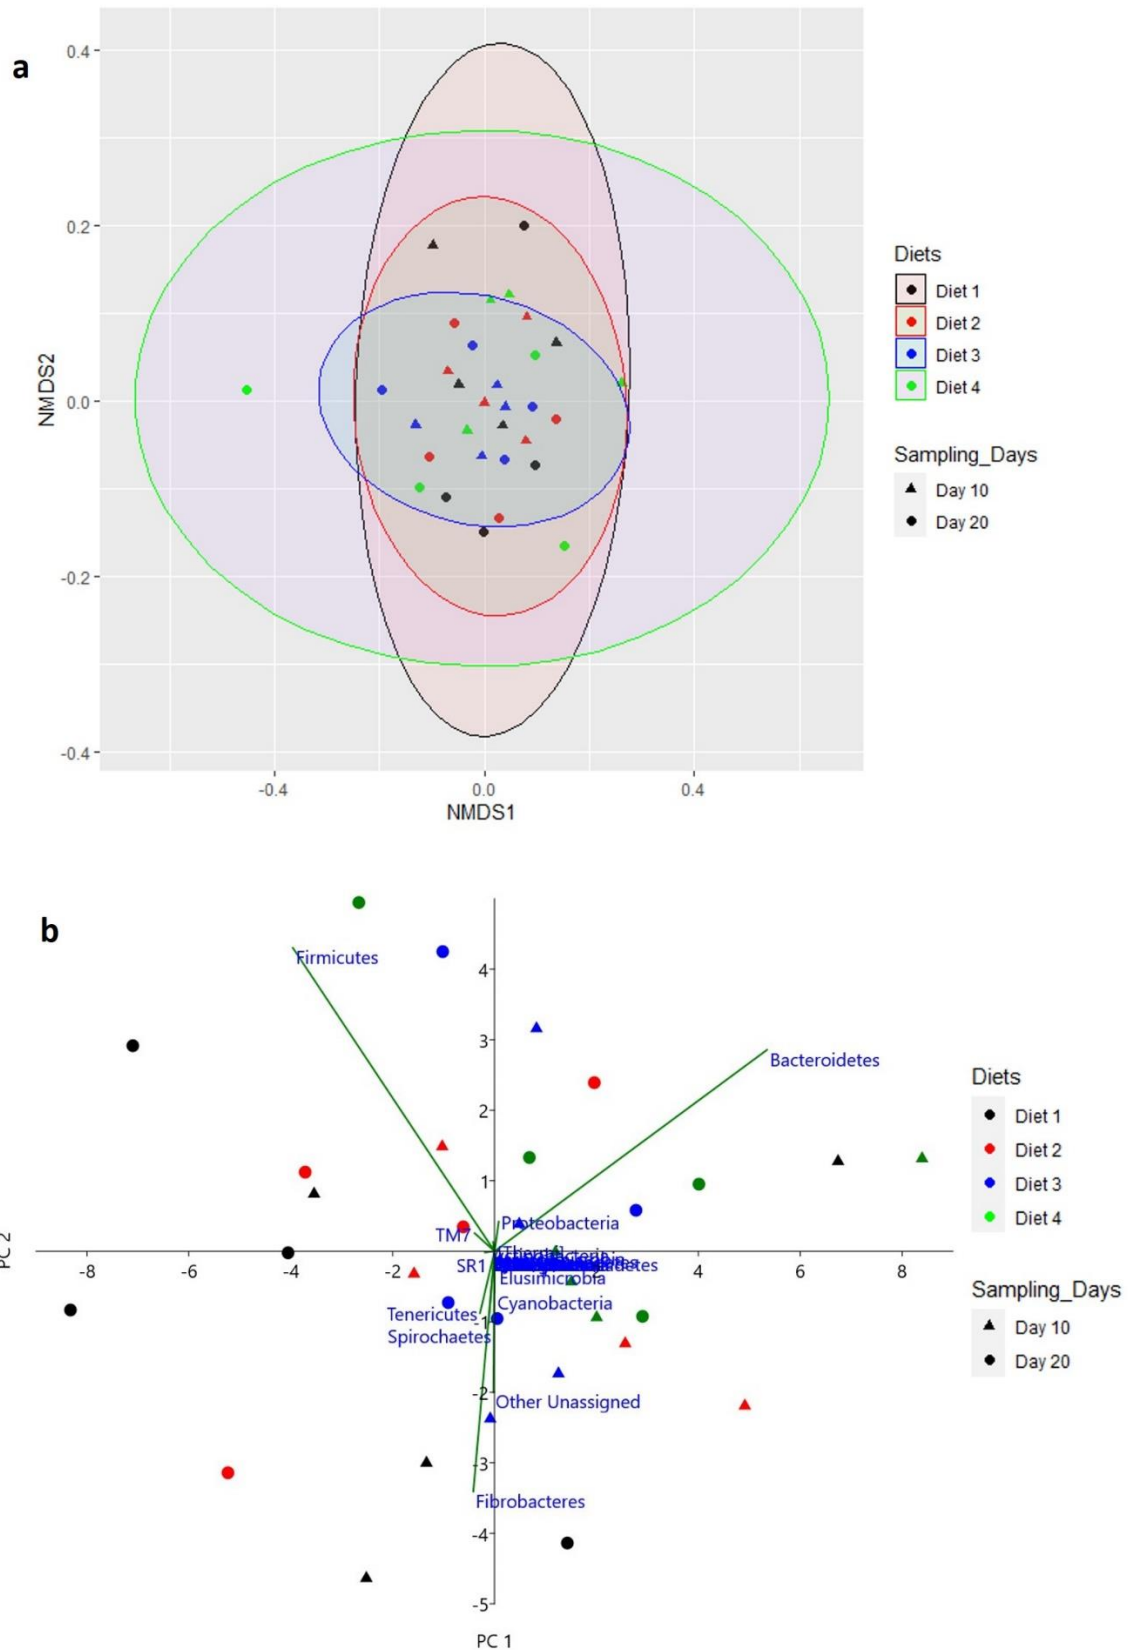 a
0.4
0.2
0.0
-0.2
-0.4
NMDS2
-0.4
0.0
0.4
NMDS1
Diets
Diet 1
Diet 2
Diet 3
Diet 4
Sampling_Days
Day 10
Day 20
b
Firmicutes
4
3
Bacteroidetes
2
1
Proteobacteria
TM7
PC 2
-8
-6
-4
-2
2
4
6
8
SR1
Elusimicrobia
Cyanobacteria
Tenericutes
-1
Spirochaetes
-2
Other Unassigned
-3
Fibrobacteres
-4
-5
PC 1
Diets
Diet 1
Diet 2
Diet 3
Diet 4
Sampling_Days
Day 10
Day 20